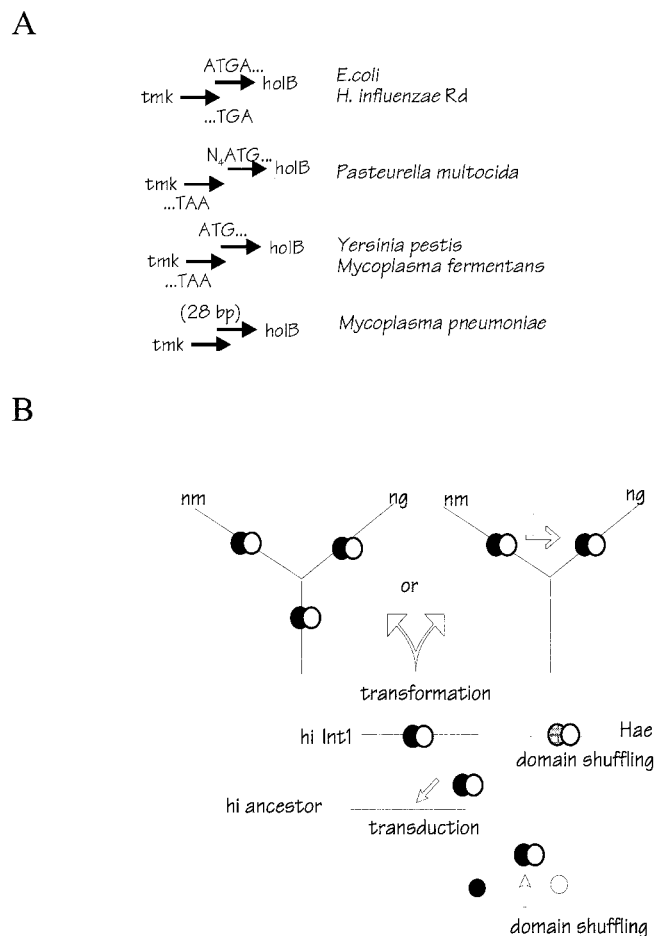 A
ATGA...
holB
tmk
...TGA
E.coli
H. influenzae Rd
N4ATG...
holB
tmk
...TAA
Pasteurella multocida
ATG...
holB
tmk
...TAA
Yersinia pestis
Mycoplasma fermentans
(28 bp)
holB
tmk
Mycoplasma pneumoniae
B
nm
ng
nm
ng
or
transformation
hi Int1
Hae
domain shuffling
hi ancestor
transduction
domain shuffling